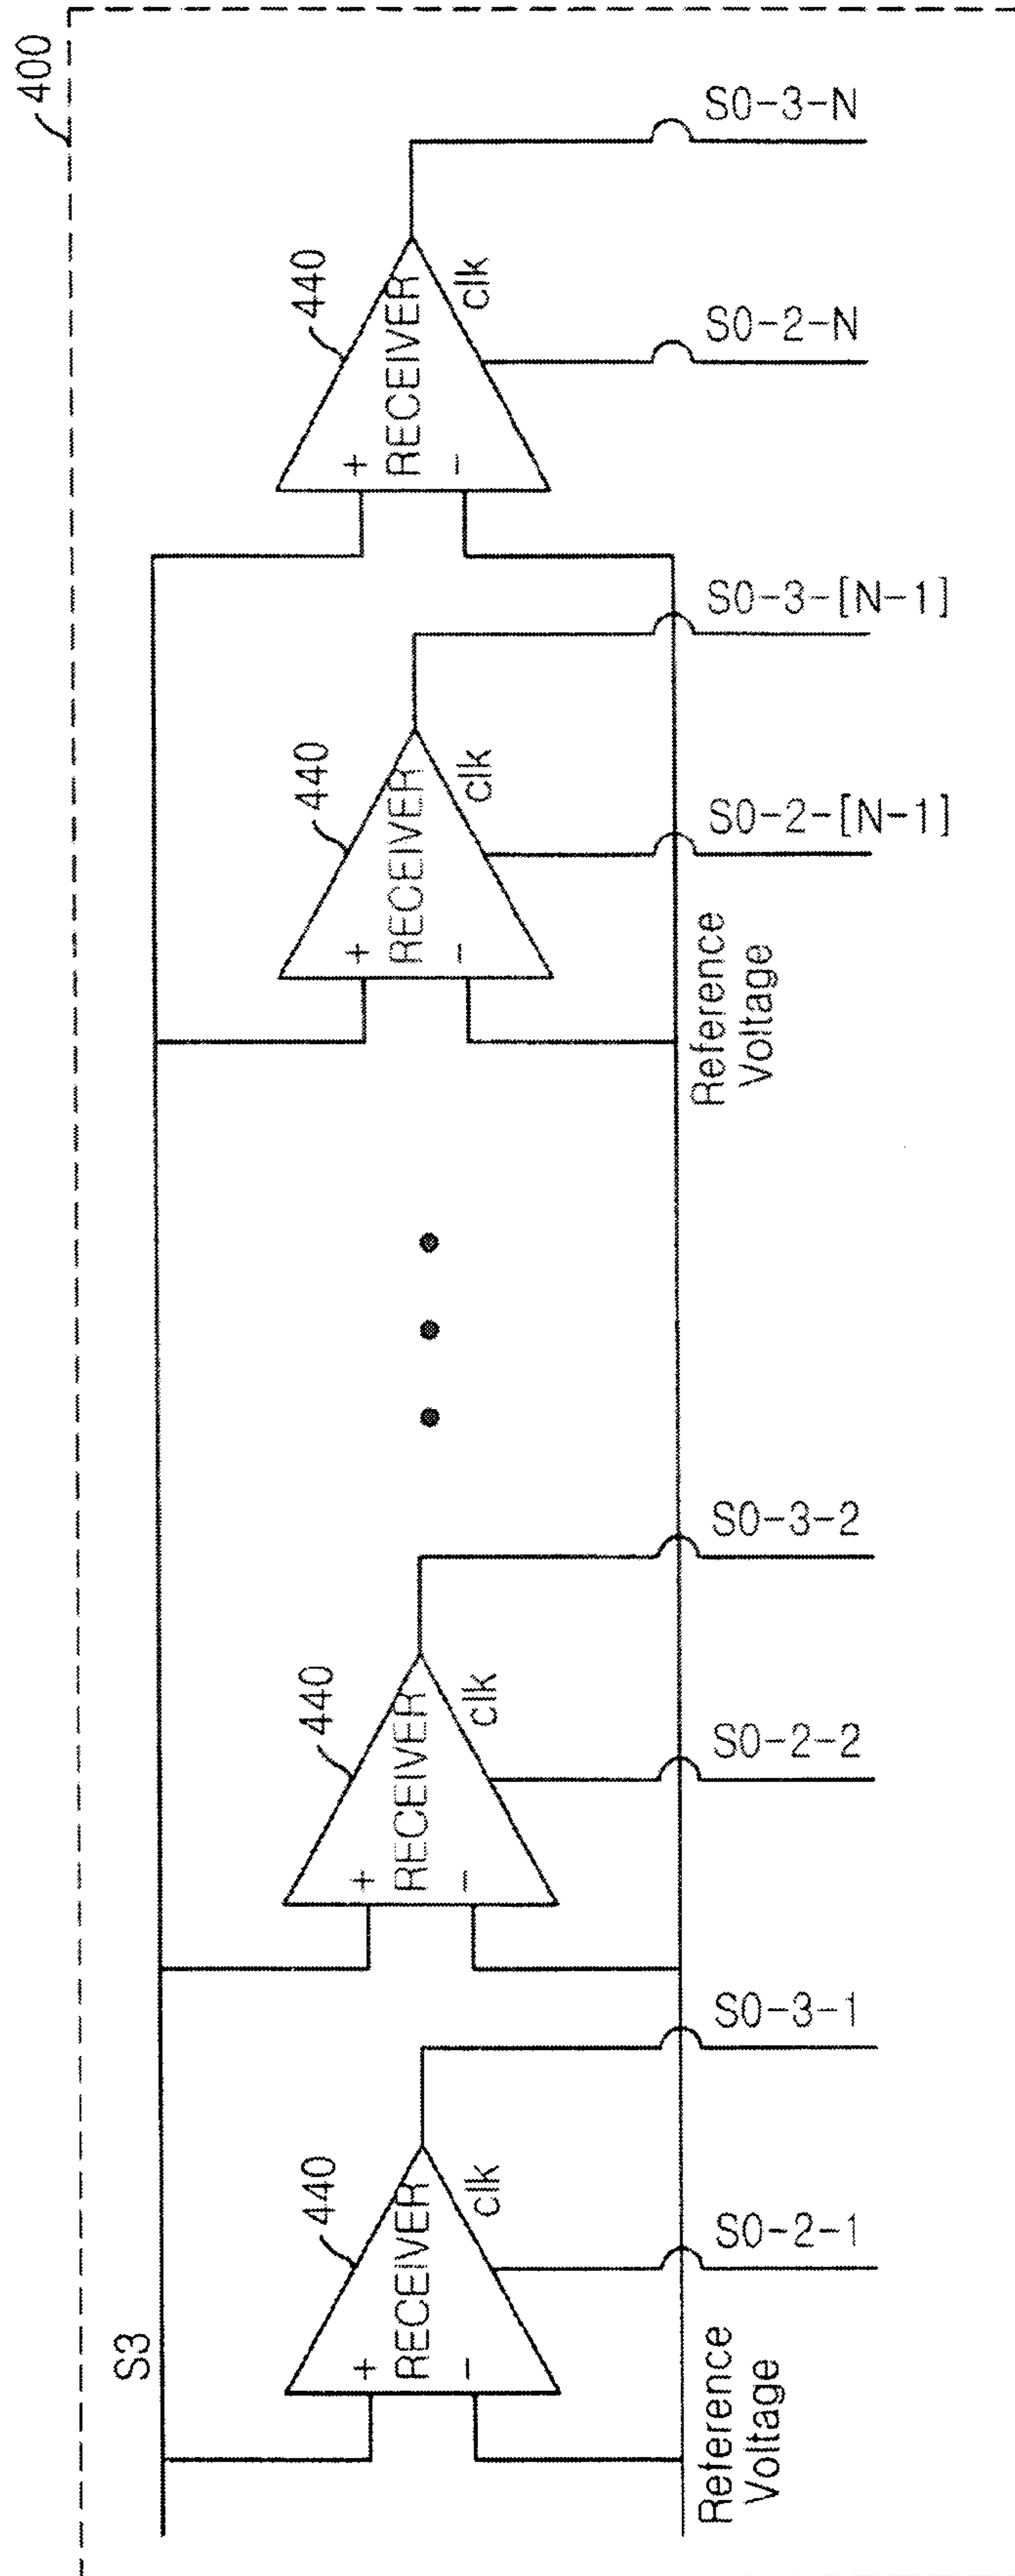 400
S0-3-N
440
clk
RECEIVER
S0-2-N
+
-
S0-3-[N-1]
440
clk
RECEIVER
S0-2-[N-1]
+
-
Reference
Voltage
S0-3-2
440
clk
RECEIVER
S0-2-2
+
-
S0-3-1
440
clk
RECEIVER
S0-2-1
+
-
S3
Reference
Voltage